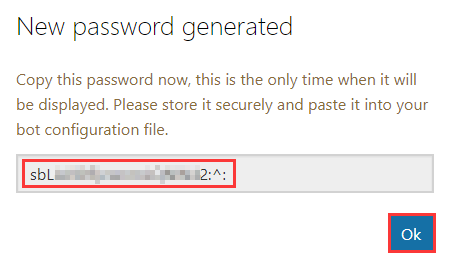 New password generated
Copy this password now, this is the only time when it will
be displayed. Please store it securely and paste it into your
bot configuration file.
sbL 2:^:
Ok